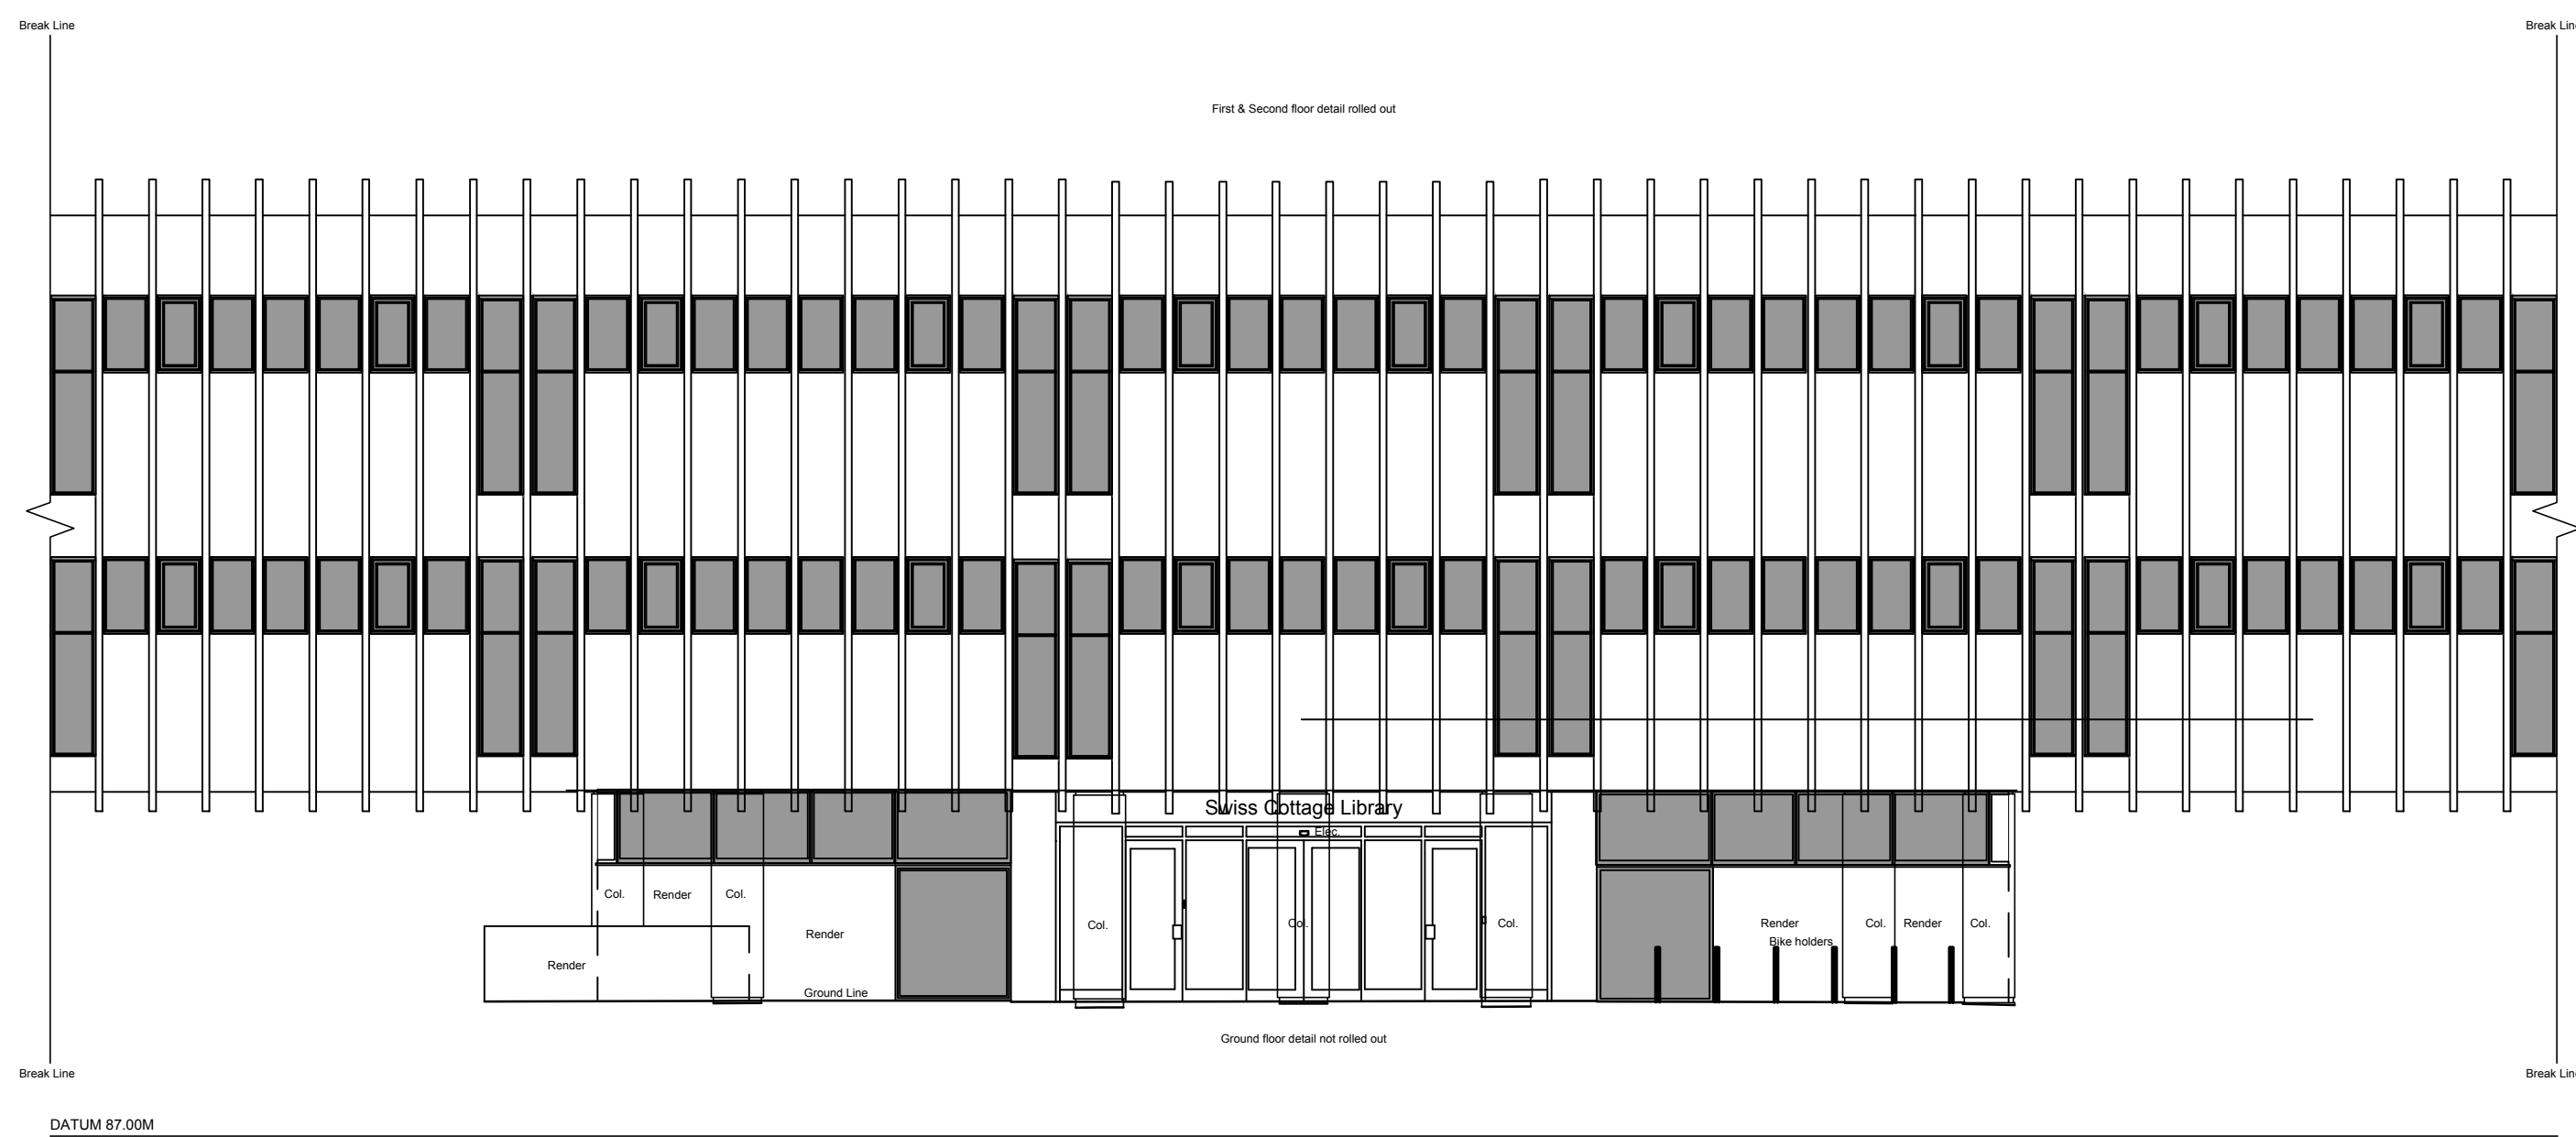 Break Line
Break Line
First & Second floor detail rolled out
Swiss Cottage Library
Elec.
Col.
Render
Col.
Render
Render
Ground Line
Col.
Col.
Col.
Render
Col.
Render
Col.
Bike holders
Ground floor detail not rolled out
Break Line
Break Line
DATUM 87.00M